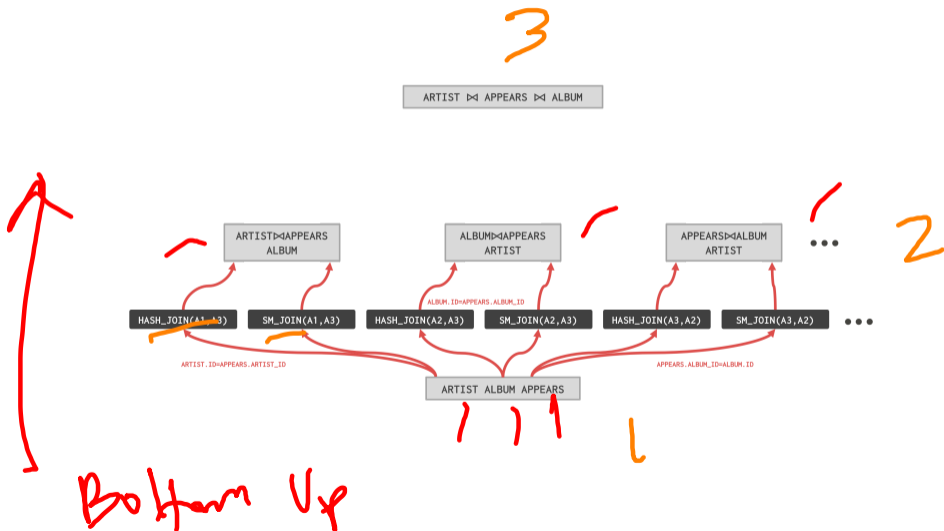 3
ARTIST ⋈ APPEARS ⋈ ALBUM
ARTIST⋈APPEARS
ALBUM
ALBUM⋈APPEARS
ARTIST
APPEARS⋈ALBUM
ARTIST
•••
2
ALBUM.ID=APPEARS.ALBUM_ID
HASH_JOIN(A1,A3)
SM_JOIN(A1,A3)
HASH_JOIN(A2,A3)
SM_JOIN(A2,A3)
HASH_JOIN(A3,A2)
SM_JOIN(A3,A2)
•••
ARTIST.ID=APPEARS.ARTIST_ID
APPEARS.ALBUM_ID=ALBUM.ID
ARTIST ALBUM APPEARS
1
Bottom Up